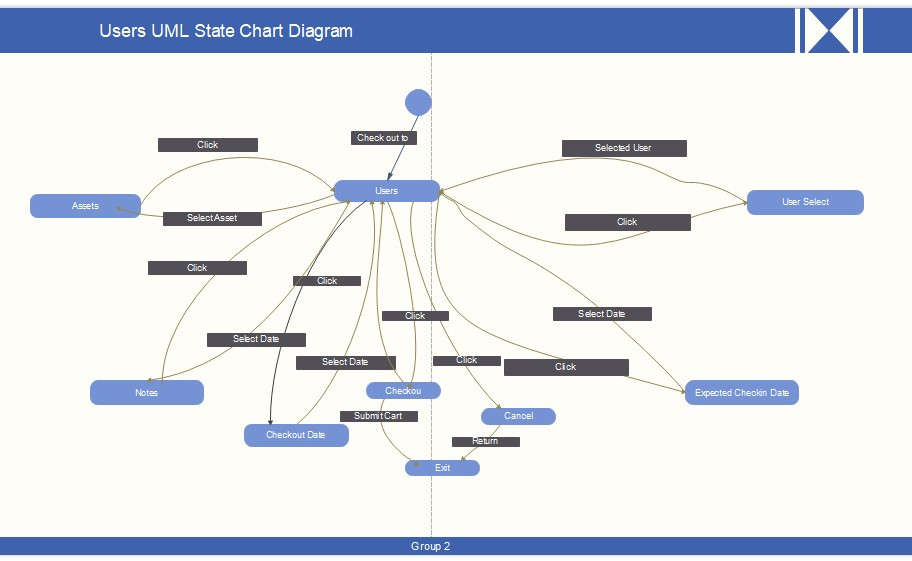 Users UML State Chart Diagram
Check out to
Click
Selected User
Users
Assets
User Select
Select Asset
Click
Click
Click
Select Date
Click
Select Date
Click
Select Date
Click
Notes
Checkou
Expected Checkin Date
Submit Cart
Cancel
Checkout Date
Return
Exit
Group 2